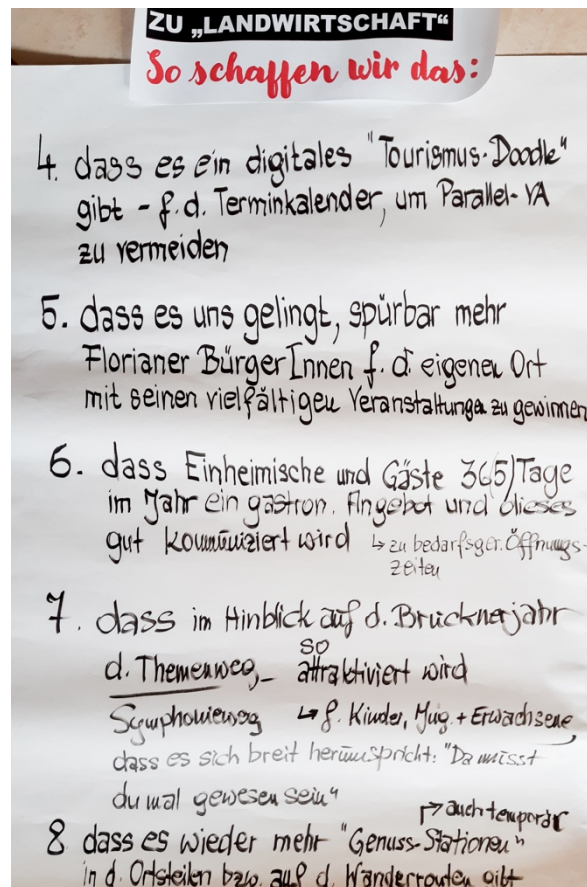 ZU „LANDWIRTSCHAFT“
So schaffen wir das:
4. dass es ein digitales "Tourismus-Doodle"
gibt - f. d. Terminkalender, um Parallel-VA
zu vermeiden
5. dass es uns gelingt, spürbar mehr
Florianer BürgerInnen f. d. eigenen Ort
mit seinen vielfältigen Veranstaltungen zu gewinnen
6. dass Einheimische und Gäste 365 Tage
im Jahr ein gastron. Angebot und dieses
gut kommuniziert wird ↳ zu bedarfsger. Öffnungs-
zeiten
7. dass im Hinblick auf d. Brucknerjahr
d. Themenweg, - so attraktiviert wird
Symphonieweg ↳ f. Kinder, Jug. + Erwachsene,
dass es sich breit herumspricht: "Da musst
du mal gewesen sein"
↱ auch temporär
8 dass es wieder mehr "Genuss-Stationen"
in d. Ortsteilen bzw. auf d. Wanderrouten gibt